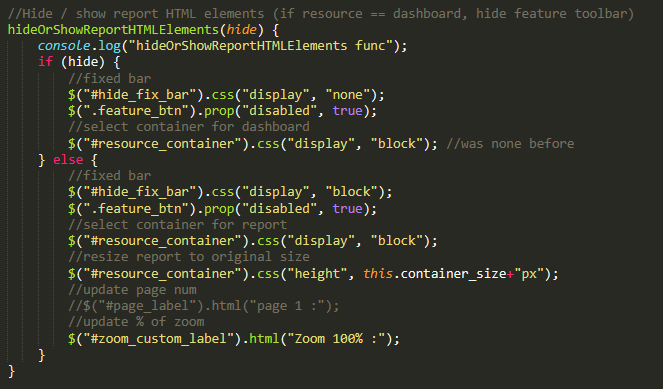 //Hide / show report HTML elements (if resource == dashboard, hide feature toolbar)
hideOrShowReportHTMLElements(hide) {
    console.log("hideOrShowReportHTMLElements func");
    if (hide) {
        //fixed bar
        $("#hide_fix_bar").css("display", "none");
        $(".feature_btn").prop("disabled", true);
        //select container for dashboard
        $("#resource_container").css("display", "block"); //was none before
    } else {
        //fixed bar
        $("#hide_fix_bar").css("display", "block");
        $(".feature_btn").prop("disabled", true);
        //select container for report
        $("#resource_container").css("display", "block");
        //resize report to original size
        $("#resource_container").css("height", this.container_size+"px");
        //update page num
        //$("#page_label").html("page 1 :");
        //update % of zoom
        $("#zoom_custom_label").html("Zoom 100% :");
    }
}